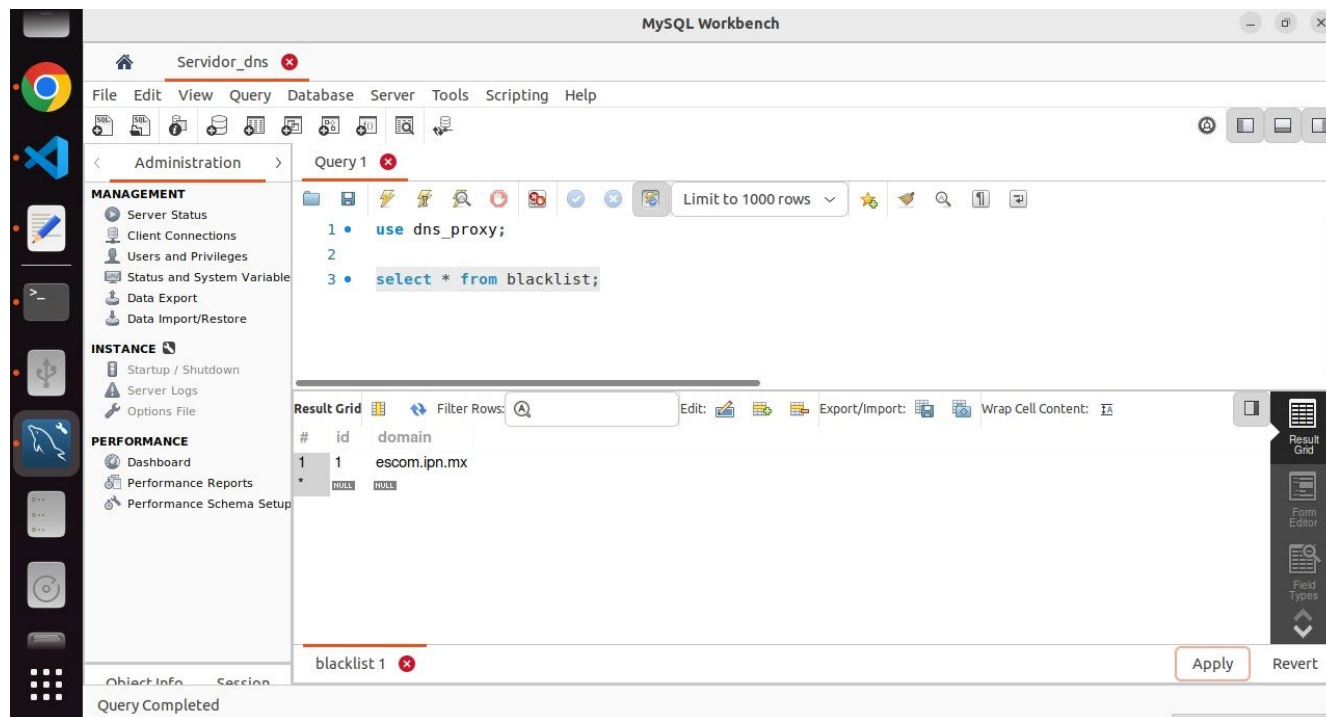 MySQL Workbench
Servidor_dns
File Edit View Query Database Server Tools Scripting Help
Administration
Query 1
MANAGEMENT
Server Status
Client Connections
Users and Privileges
Status and System Variable
Data Export
Data Import/Restore
INSTANCE
Startup / Shutdown
Server Logs
Options File
PERFORMANCE
Dashboard
Performance Reports
Performance Schema Setup
Object Info Session
Limit to 1000 rows
1 use dns_proxy;
2
3 select * from blacklist;
Result Grid Filter Rows: Edit: Export/Import: Wrap Cell Content:
# id domain
1 1 escom.ipn.mx
* NULL NULL
Result Grid
Form Editor
Field Types
blacklist 1
Apply Revert
Query Completed